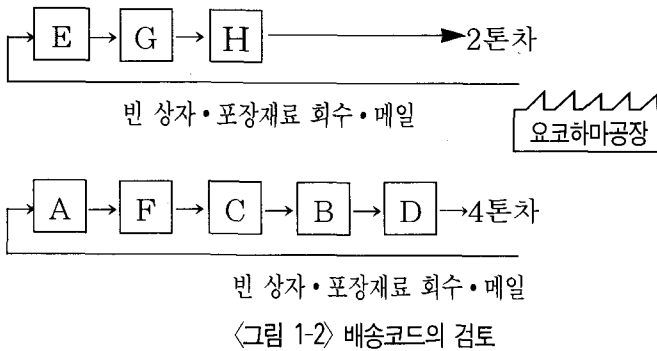 E → G → H → 2톤차
빈 상자•포장재료 회수•메일
요코하마공장
A → F → C → B → D → 4톤차
빈 상자•포장재료 회수•메일
〈그림 1-2〉 배송코드의 검토